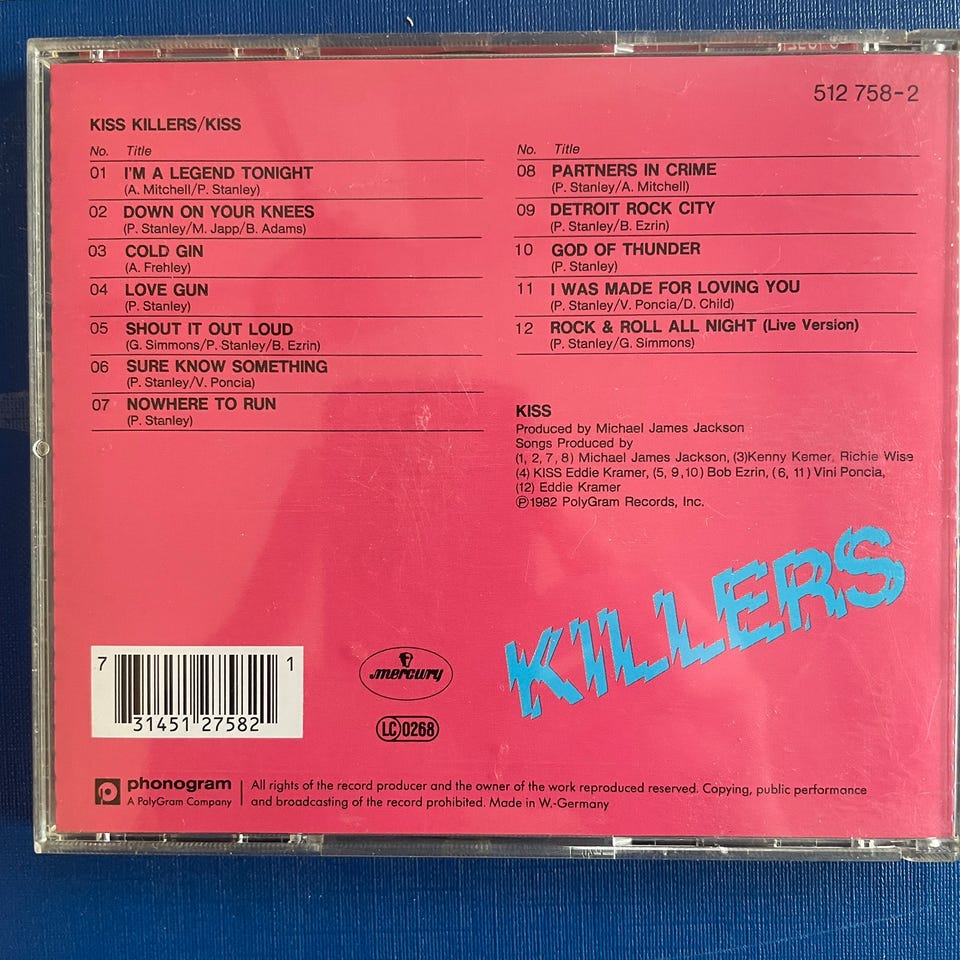 512 758-2
KISS KILLERS/KISS
No. Title
01 I'M A LEGEND TONIGHT
(A. Mitchell/P. Stanley)
02 DOWN ON YOUR KNEES
(P. Stanley/M. Japp/B. Adams)
03 COLD GIN
(A. Frehley)
04 LOVE GUN
(P. Stanley)
05 SHOUT IT OUT LOUD
(G. Simmons/P. Stanley/B. Ezrin)
06 SURE KNOW SOMETHING
(P. Stanley/V. Poncia)
07 NOWHERE TO RUN
(P. Stanley)
No. Title
08 PARTNERS IN CRIME
(P. Stanley/A. Mitchell)
09 DETROIT ROCK CITY
(P. Stanley/B. Ezrin)
10 GOD OF THUNDER
(P. Stanley)
11 I WAS MADE FOR LOVING YOU
(P. Stanley/V. Poncia/D. Child)
12 ROCK & ROLL ALL NIGHT (Live Version)
(P. Stanley/G. Simmons)
KISS
Produced by Michael James Jackson
Songs Produced by
(1, 2, 7, 8) Michael James Jackson, (3)Kenny Kemer, Richie Wise
(4) KISS Eddie Kramer, (5, 9, 10) Bob Ezrin, (6, 11) Vini Poncia,
(12) Eddie Kramer
Ⓟ1982 PolyGram Records, Inc.
KILLERS
7 31451 27582 1
mercury
LC 0268
phonogram
A PolyGram Company
All rights of the record producer and the owner of the work reproduced reserved. Copying, public performance
and broadcasting of the record prohibited. Made in W.-Germany